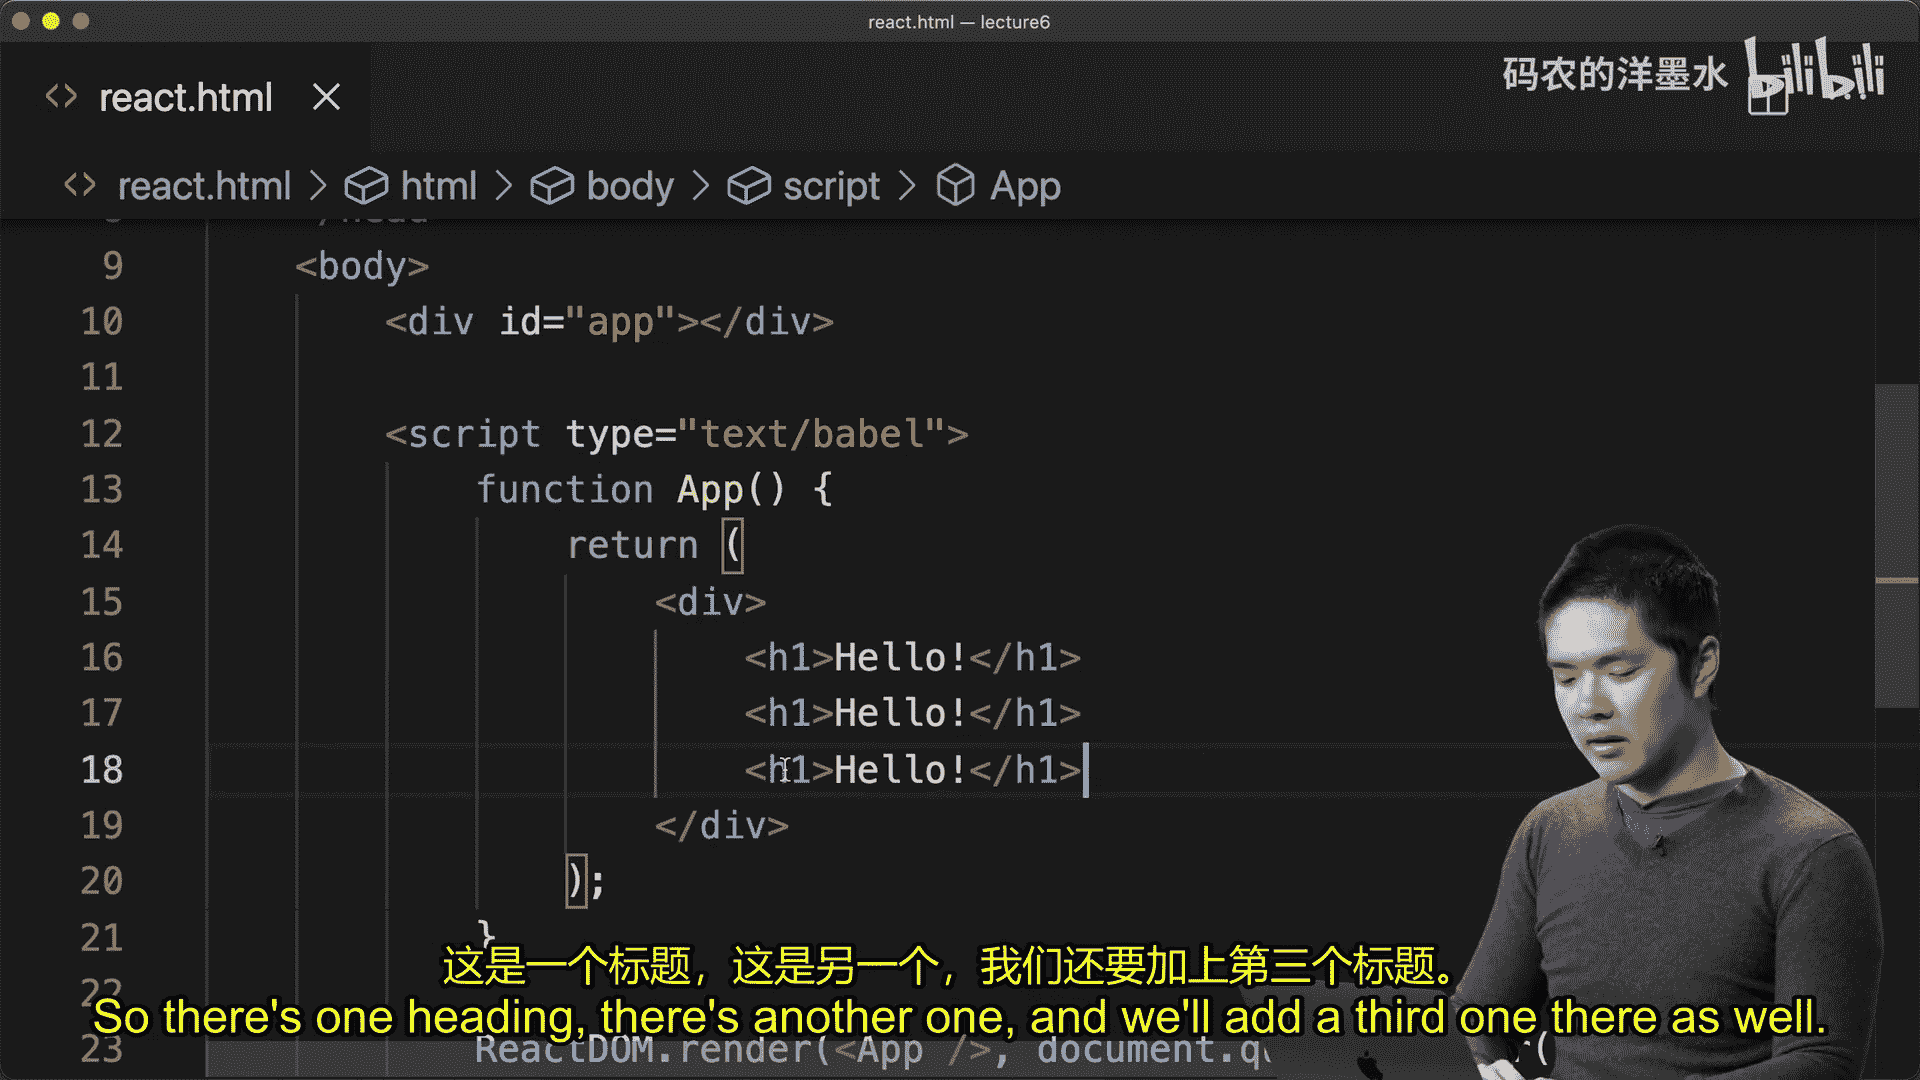 react.html — lecture6
<> react.html ×
码农的洋墨水 bilibili
<> react.html > html > body > script > App
9 <body>
10 <div id="app"></div>
11
12 <script type="text/babel">
13 function App() {
14 return (
15 <div>
16 <h1>Hello!</h1>
17 <h1>Hello!</h1>
18 <h1>Hello!</h1>
19 </div>
20 );
21 }
这是一个标题，这是另一个，我们还要加上第三个标题。
22
So there's one heading, there's another one, and we'll add a third one there as well.
23 ReactDOM.render(<App />, document.q